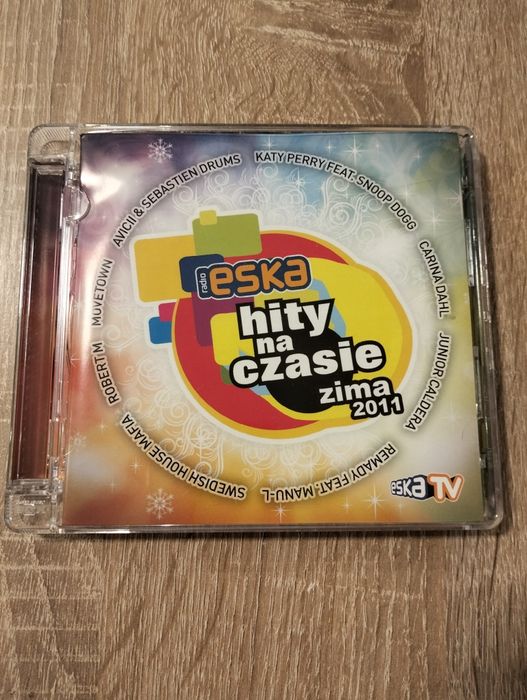 AVICII & SEBASTIEN DRUMS
KATY PERRY FEAT. SNOOP DOGG
CARINA DAHL
JUNIOR CALDERA
REMADY FEAT. MANU-L
SWEDISH HOUSE MAFIA
ROBERT M
MOVETOWN
radio eska
hity
na
czasie
zima
2011
eska TV